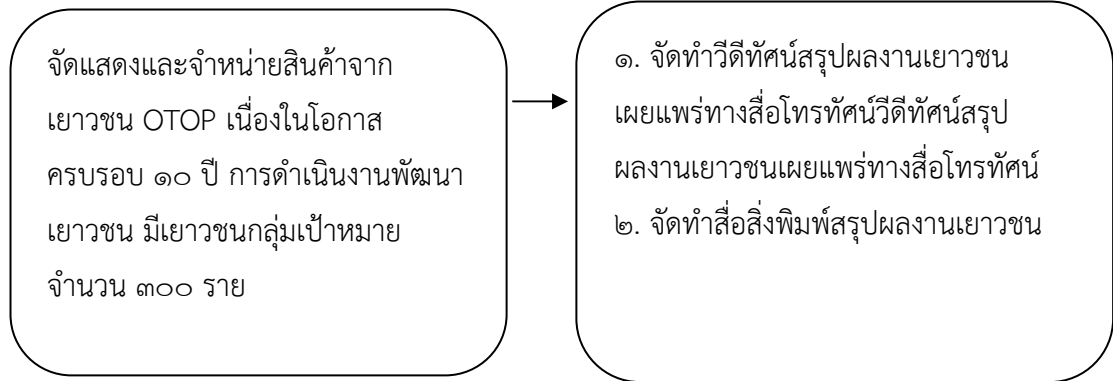 จัดแสดงและจำหน่ายสินค้าจาก
เยาวชน OTOP เนื่องในโอกาส
ครบรอบ ๑๐ ปี การดำเนินงานพัฒนา
เยาวชน มีเยาวชนกลุ่มเป้าหมาย
จำนวน ๓๐๐ ราย
๑. จัดทำวีดีทัศน์สรุปผลงานเยาวชน
เผยแพร่ทางสื่อโทรทัศน์วีดีทัศน์สรุป
ผลงานเยาวชนเผยแพร่ทางสื่อโทรทัศน์
๒. จัดทำสื่อสิ่งพิมพ์สรุปผลงานเยาวชน